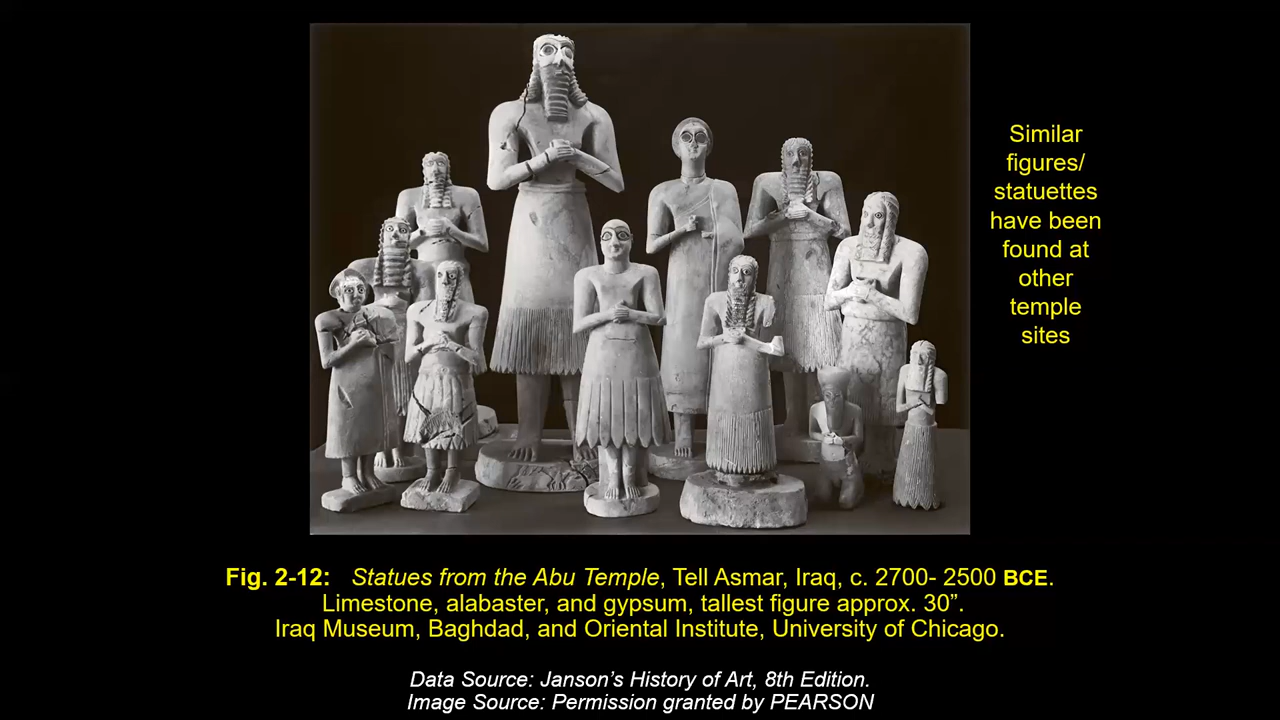 Similar
figures/
statuettes
have been
found at
other
temple
sites
Fig. 2-12: Statues from the Abu Temple, Tell Asmar, Iraq, c. 2700- 2500 BCE.
Limestone, alabaster, and gypsum, tallest figure approx. 30”.
Iraq Museum, Baghdad, and Oriental Institute, University of Chicago.
Data Source: Janson’s History of Art, 8th Edition.
Image Source: Permission granted by PEARSON